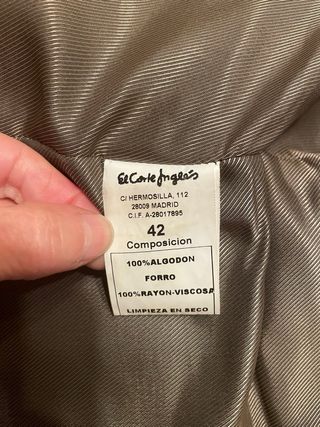 El Corte Inglés
C/ HERMOSILLA, 112
28009 MADRID
C.I.F. A-28017895
42
Composicion
100%ALGODON
FORRO
100%RAYON-VISCOSA
LIMPIEZA EN SECO